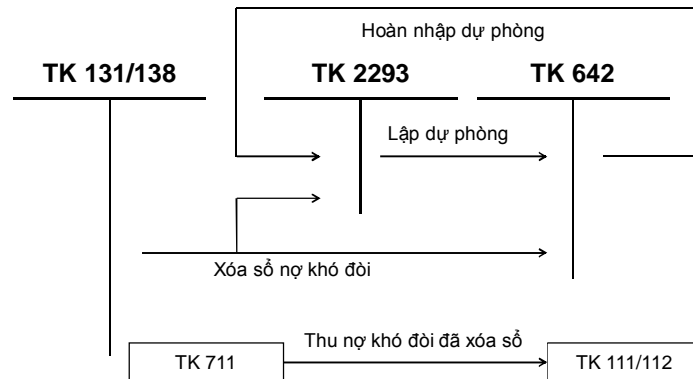 Hoàn nhập dự phòng
TK 131/138
TK 2293
TK 642
Lập dự phòng
Xóa sổ nợ khó đòi
Thu nợ khó đòi đã xóa sổ
TK 711
TK 111/112